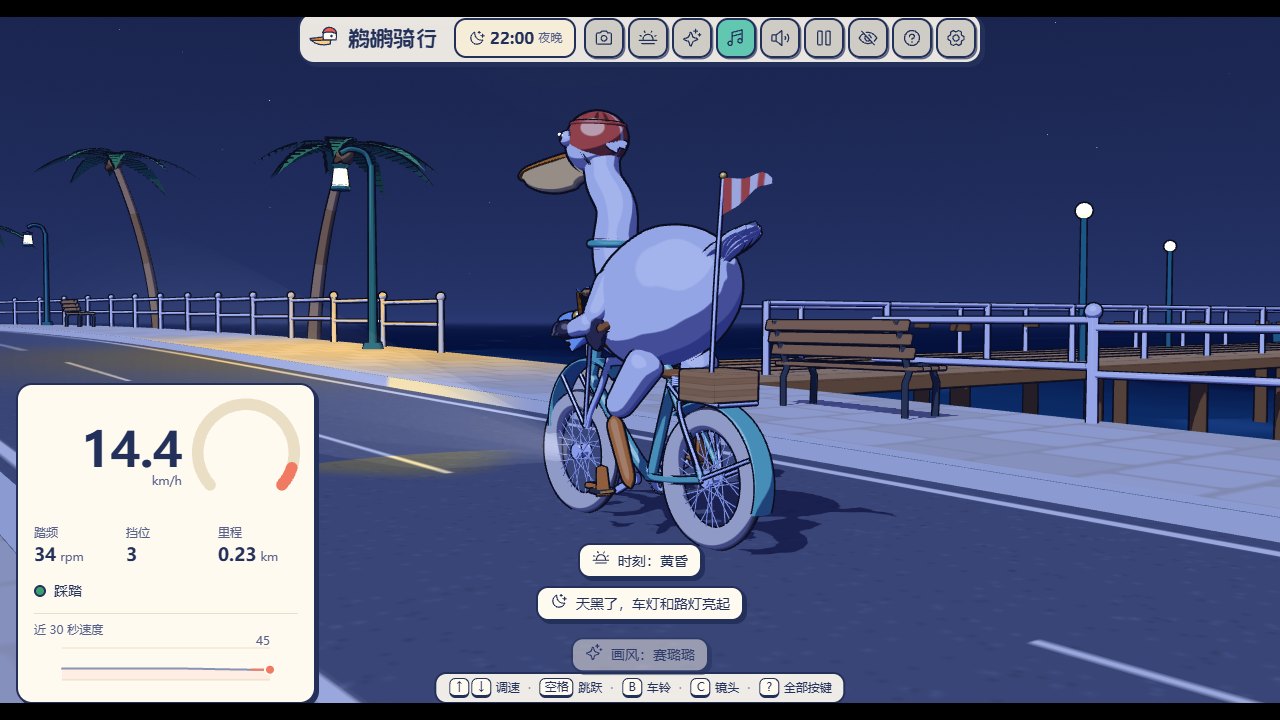 鹈鹕骑行
22:00 夜晚
14.4
km/h
踏频 挡位 里程
34 rpm 3 0.23 km
踩踏
近 30 秒速度
45
时刻：黄昏
天黑了，车灯和路灯亮起
画风：赛璐璐
↑ ↓ 调速 · 空格 跳跃 · B 车铃 · C 镜头 · ? 全部按键